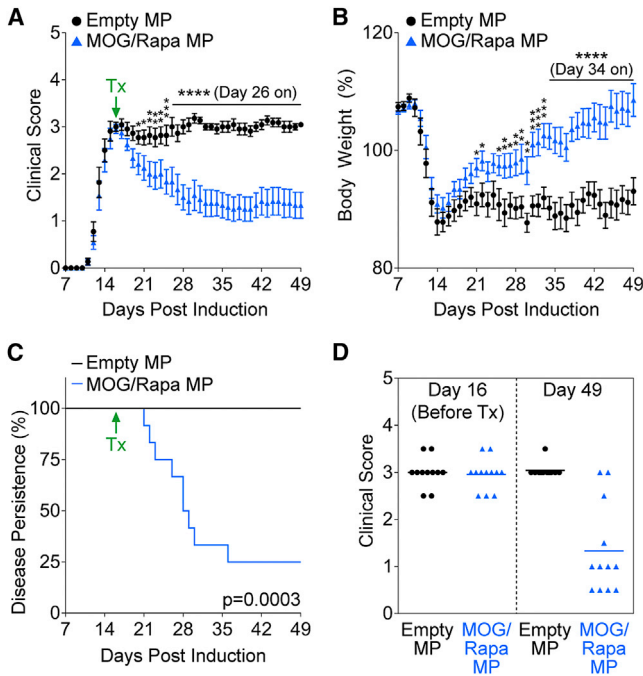 A
Empty MP
MOG/Rapa MP
5
4
3
2
1
0
Clinical Score
Tx
**** (Day 26 on)
7 14 21 28 35 42 49
Days Post Induction
B
Empty MP
MOG/Rapa MP
120
100
80
Body Weight (%)
****
(Day 34 on)
7 14 21 28 35 42 49
Days Post Induction
C
Empty MP
MOG/Rapa MP
100
75
50
25
0
Disease Persistence (%)
Tx
p=0.0003
7 14 21 28 35 42 49
Days Post Induction
D
5
4
3
2
1
0
Clinical Score
Day 16
(Before Tx)
Day 49
Empty
MP
MOG/
Rapa
MP
Empty
MP
MOG/
Rapa
MP